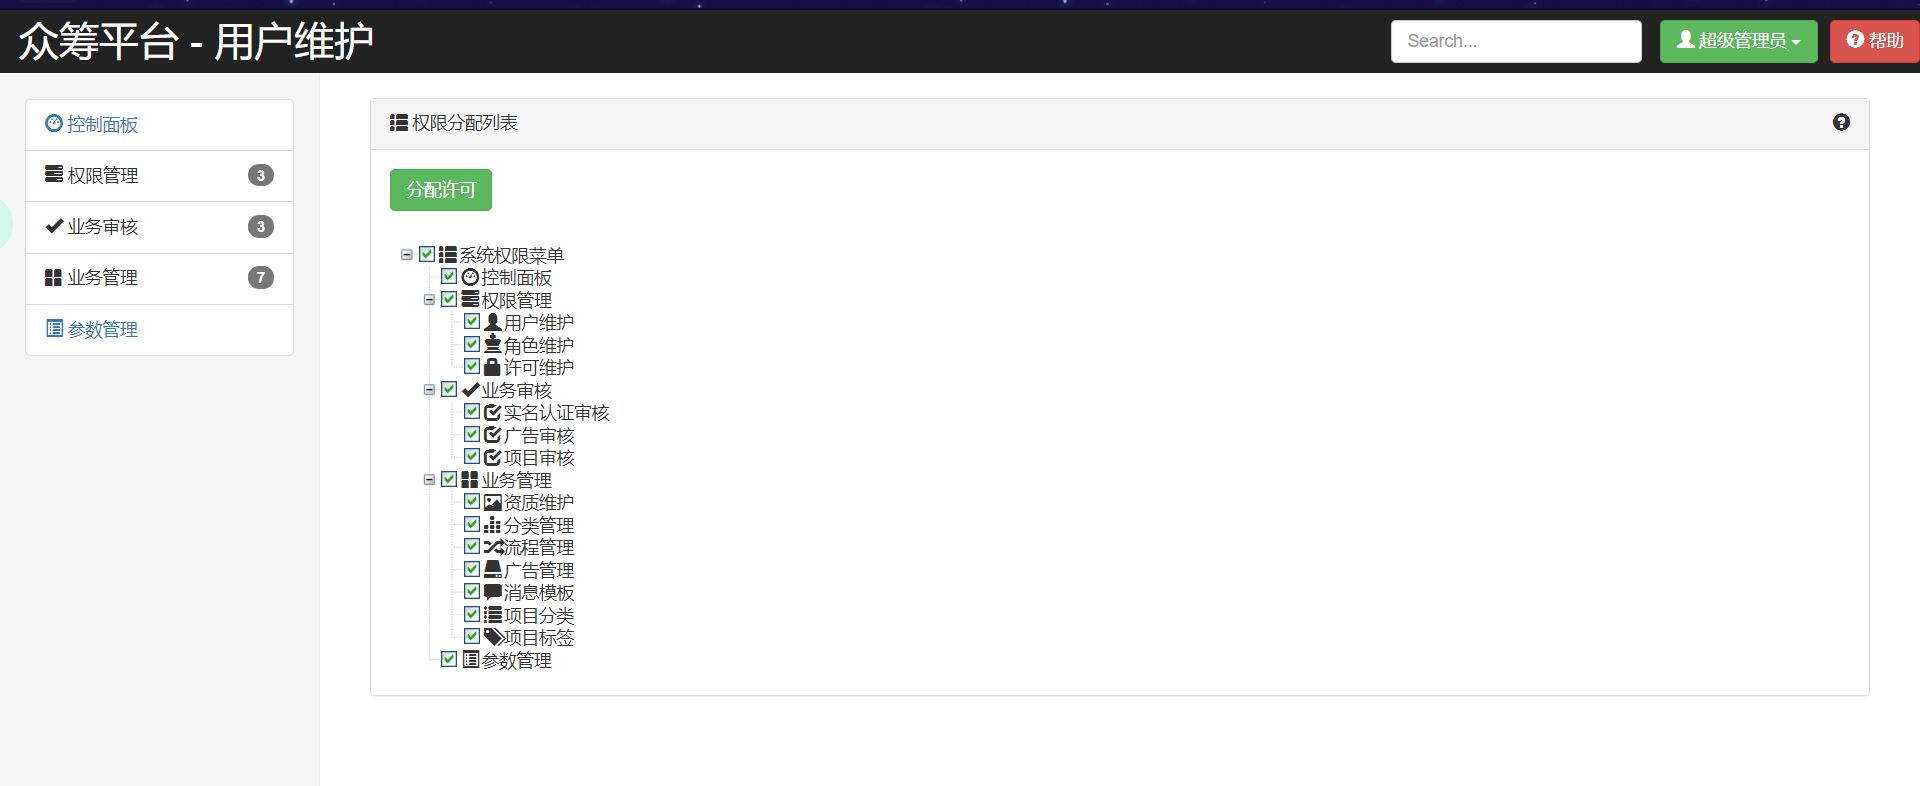 众筹平台 - 用户维护
Search...
超级管理员
帮助
控制面板
权限管理 3
业务审核 3
业务管理 7
参数管理
权限分配列表
分配许可
系统权限菜单
控制面板
权限管理
用户维护
角色维护
许可维护
业务审核
实名认证审核
广告审核
项目审核
业务管理
资质维护
分类管理
流程管理
广告管理
消息模板
项目分类
项目标签
参数管理